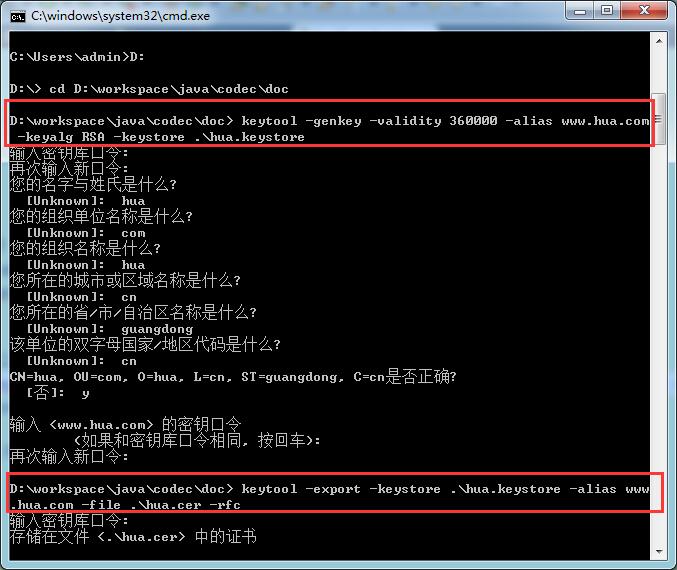 C:\windows\system32\cmd.exe
C:\Users\admin>D:
D:\> cd D:\workspace\java\codec\doc
D:\workspace\java\codec\doc> keytool -genkey -validity 360000 -alias www.hua.com
-keyalg RSA -keystore .\hua.keystore
输入密钥库口令:
再次输入新口令:
您的名字与姓氏是什么?
[Unknown]:  hua
您的组织单位名称是什么?
[Unknown]:  com
您的组织名称是什么?
[Unknown]:  hua
您所在的城市或区域名称是什么?
[Unknown]:  cn
您所在的省/市/自治区名称是什么?
[Unknown]:  guangdong
该单位的双字母国家/地区代码是什么?
[Unknown]:  cn
CN=hua, OU=com, O=hua, L=cn, ST=guangdong, C=cn是否正确?
[否]:  y
输入 <www.hua.com> 的密钥口令
(如果和密钥库口令相同, 按回车):
再次输入新口令:
D:\workspace\java\codec\doc> keytool -export -keystore .\hua.keystore -alias www
.hua.com -file .\hua.cer -rfc
输入密钥库口令:
存储在文件 <.\hua.cer> 中的证书